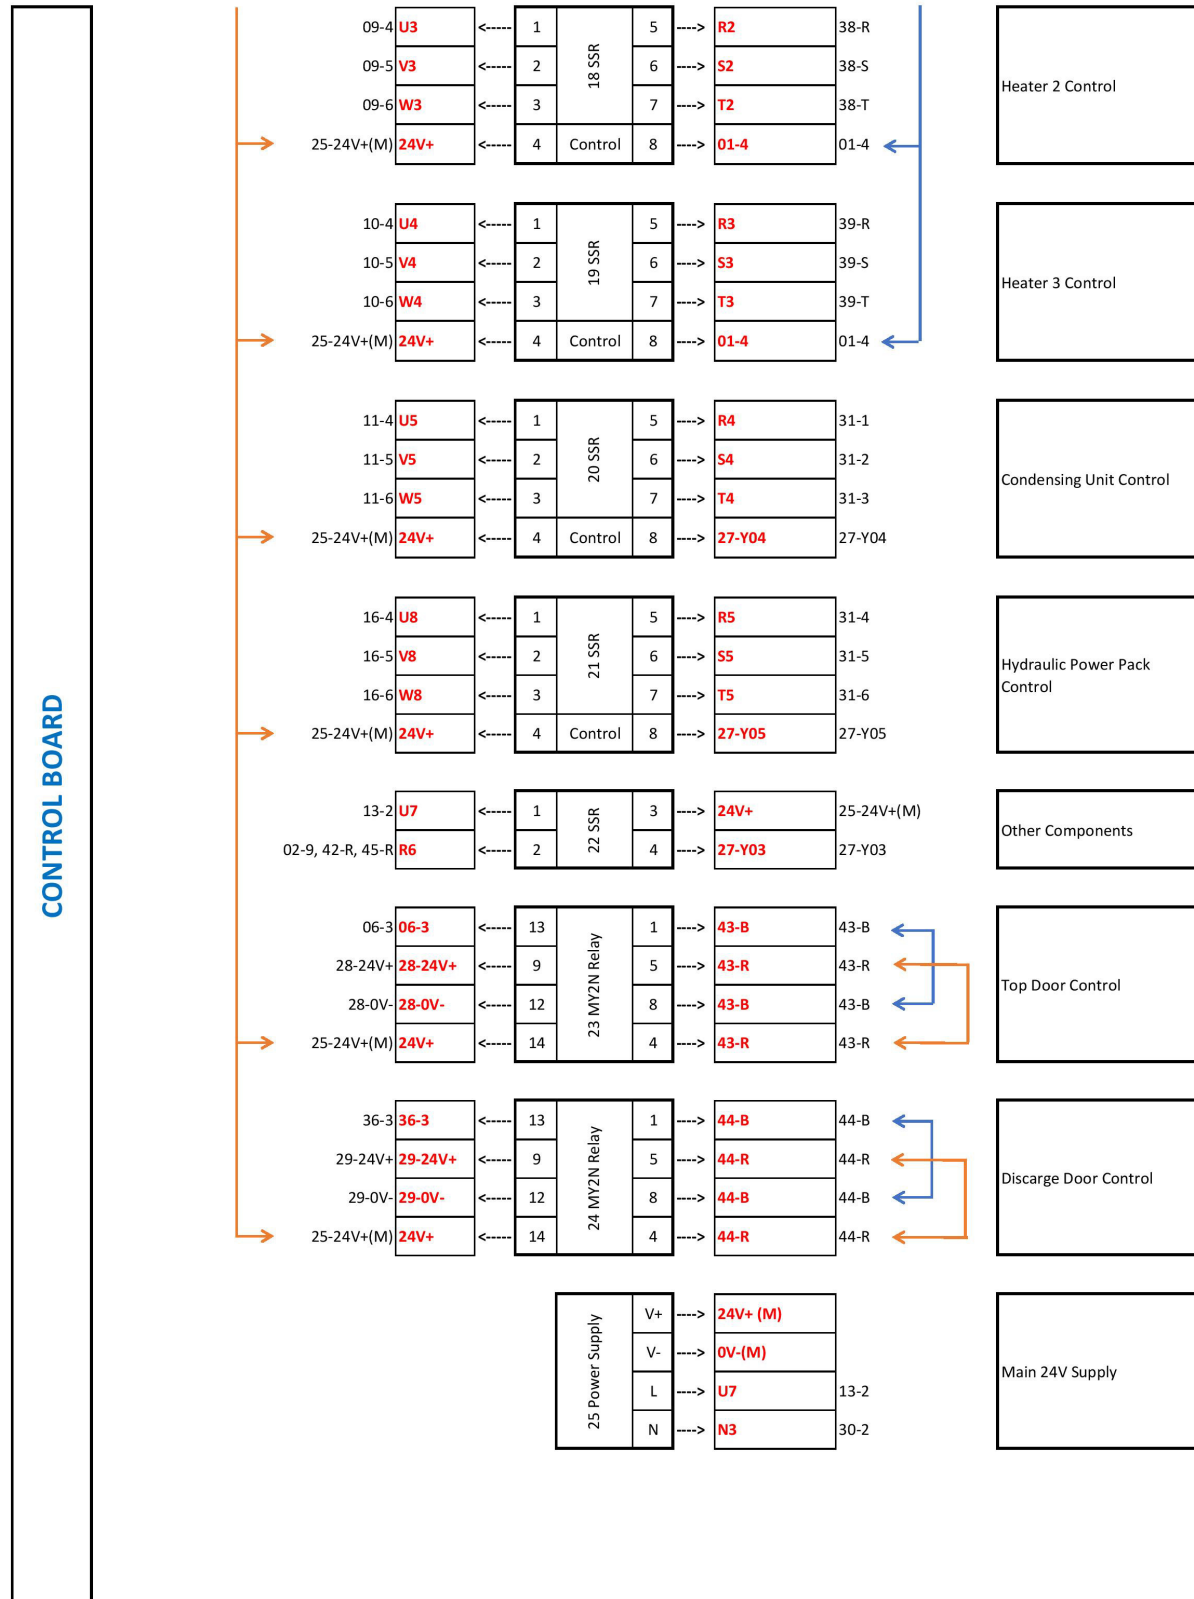 CONTROL BOARD
09-4 U3 <----- 1 18 SSR 5 ----> R2 38-R
09-5 V3 <----- 2 6 ----> S2 38-S
09-6 W3 <----- 3 7 ----> T2 38-T
25-24V+(M) 24V+ <----- 4 Control 8 ----> 01-4 01-4
Heater 2 Control
10-4 U4 <----- 1 19 SSR 5 ----> R3 39-R
10-5 V4 <----- 2 6 ----> S3 39-S
10-6 W4 <----- 3 7 ----> T3 39-T
25-24V+(M) 24V+ <----- 4 Control 8 ----> 01-4 01-4
Heater 3 Control
11-4 U5 <----- 1 20 SSR 5 ----> R4 31-1
11-5 V5 <----- 2 6 ----> S4 31-2
11-6 W5 <----- 3 7 ----> T4 31-3
25-24V+(M) 24V+ <----- 4 Control 8 ----> 27-Y04 27-Y04
Condensing Unit Control
16-4 U8 <----- 1 21 SSR 5 ----> R5 31-4
16-5 V8 <----- 2 6 ----> S5 31-5
16-6 W8 <----- 3 7 ----> T5 31-6
25-24V+(M) 24V+ <----- 4 Control 8 ----> 27-Y05 27-Y05
Hydraulic Power Pack
Control
13-2 U7 <----- 1 22 SSR 3 ----> 24V+ 25-24V+(M)
02-9, 42-R, 45-R R6 <----- 2 4 ----> 27-Y03 27-Y03
Other Components
06-3 06-3 <----- 13 23 MY2N Relay 1 ----> 43-B 43-B
28-24V+ 28-24V+ <----- 9 5 ----> 43-R 43-R
28-0V- 28-0V- <----- 12 8 ----> 43-B 43-B
25-24V+(M) 24V+ <----- 14 4 ----> 43-R 43-R
Top Door Control
36-3 36-3 <----- 13 24 MY2N Relay 1 ----> 44-B 44-B
29-24V+ 29-24V+ <----- 9 5 ----> 44-R 44-R
29-0V- 29-0V- <----- 12 8 ----> 44-B 44-B
25-24V+(M) 24V+ <----- 14 4 ----> 44-R 44-R
Discarge Door Control
25 Power Supply V+ ----> 24V+ (M)
V- ----> 0V-(M)
L ----> U7 13-2
N ----> N3 30-2
Main 24V Supply